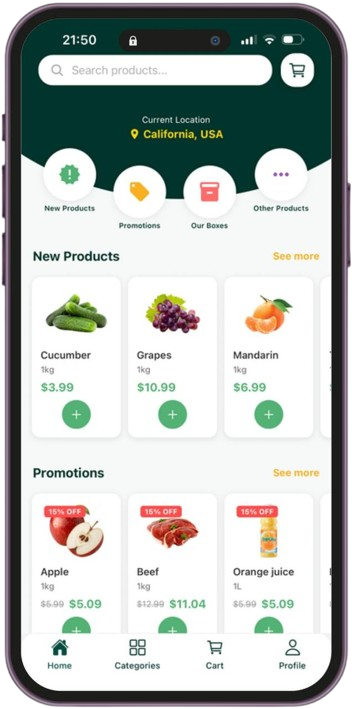 21:50
Search products...
Current Location
California, USA
New Products
Promotions
Our Boxes
Other Products
New Products See more
Cucumber Grapes Mandarin
1kg 1kg 1kg
$3.99 $10.99 $6.99
Promotions See more
15% OFF 15% OFF 15% OFF
Apple Beef Orange juice
1kg 1kg 1L
$5.99 $5.09 $12.99 $11.04 $5.99 $5.09
Home Categories Cart Profile